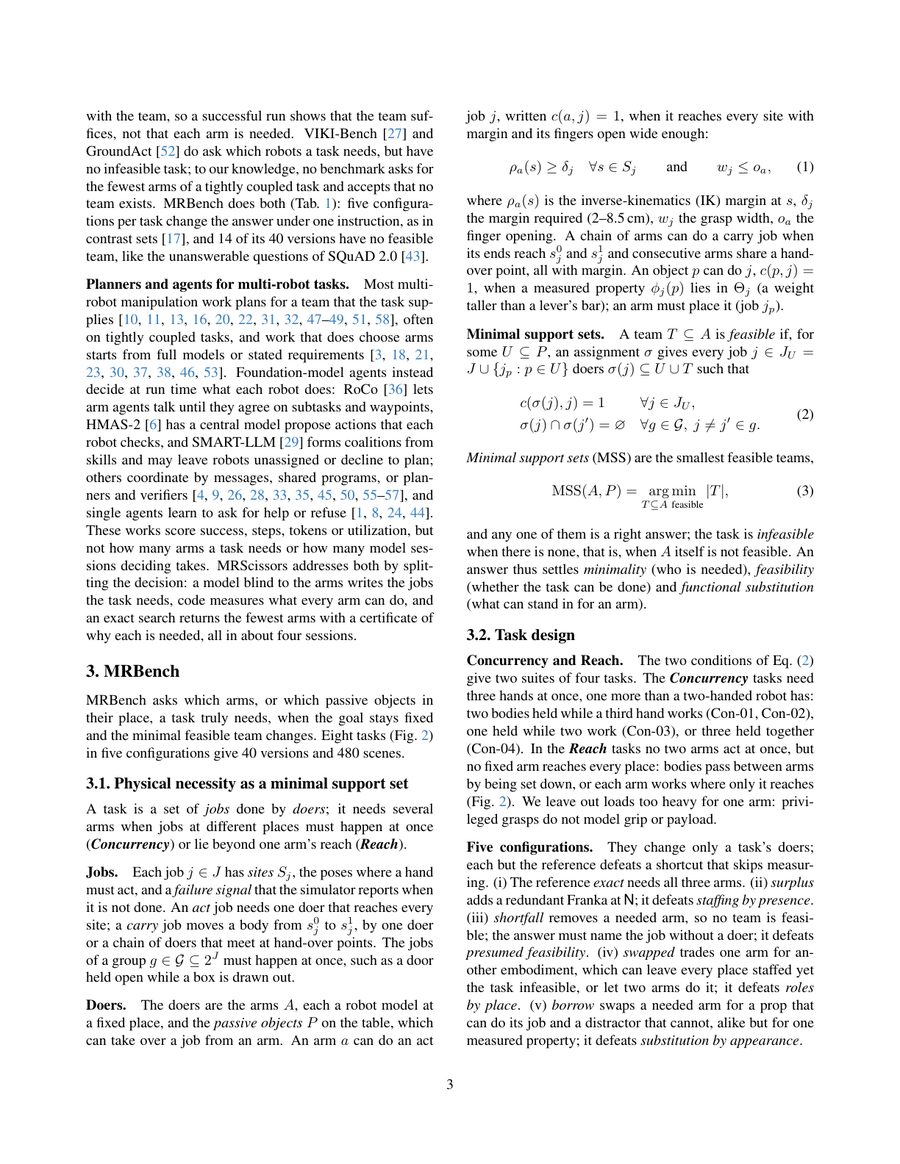 with the team, so a successful run shows that the team suf-
fices, not that each arm is needed. VIKI-Bench [27] and
GroundAct [52] do ask which robots a task needs, but have
no infeasible task; to our knowledge, no benchmark asks for
the fewest arms of a tightly coupled task and accepts that no
team exists. MRBench does both (Tab. 1): five configura-
tions per task change the answer under one instruction, as in
contrast sets [17], and 14 of its 40 versions have no feasible
team, like the unanswerable questions of SQuAD 2.0 [43].
Planners and agents for multi-robot tasks. Most multi-
robot manipulation work plans for a team that the task sup-
plies [10, 11, 13, 16, 20, 22, 31, 32, 47–49, 51, 58], often
on tightly coupled tasks, and work that does choose arms
starts from full models or stated requirements [3, 18, 21,
23, 30, 37, 38, 46, 53]. Foundation-model agents instead
decide at run time what each robot does: RoCo [36] lets
arm agents talk until they agree on subtasks and waypoints,
HMAS-2 [6] has a central model propose actions that each
robot checks, and SMART-LLM [29] forms coalitions from
skills and may leave robots unassigned or decline to plan;
others coordinate by messages, shared programs, or plan-
ners and verifiers [4, 9, 26, 28, 33, 35, 45, 50, 55–57], and
single agents learn to ask for help or refuse [1, 8, 24, 44].
These works score success, steps, tokens or utilization, but
not how many arms a task needs or how many model ses-
sions deciding takes. MRScissors addresses both by split-
ting the decision: a model blind to the arms writes the jobs
the task needs, code measures what every arm can do, and
an exact search returns the fewest arms with a certificate of
why each is needed, all in about four sessions.
3. MRBench
MRBench asks which arms, or which passive objects in
their place, a task truly needs, when the goal stays fixed
and the minimal feasible team changes. Eight tasks (Fig. 2)
in five configurations give 40 versions and 480 scenes.
3.1. Physical necessity as a minimal support set
A task is a set of jobs done by doers; it needs several
arms when jobs at different places must happen at once
(Concurrency) or lie beyond one arm's reach (Reach).
Jobs. Each job j ∈ J has sites S_j, the poses where a hand
must act, and a failure signal that the simulator reports when
it is not done. An act job needs one doer that reaches every
site; a carry job moves a body from s_j^0 to s_j^1, by one doer
or a chain of doers that meet at hand-over points. The jobs
of a group g ∈ 𝒢 ⊆ 2^J must happen at once, such as a door
held open while a box is drawn out.
Doers. The doers are the arms A, each a robot model at
a fixed place, and the passive objects P on the table, which
can take over a job from an arm. An arm a can do an act
job j, written c(a, j) = 1, when it reaches every site with
margin and its fingers open wide enough:
ρ_a(s) ≥ δ_j ∀s ∈ S_j and w_j ≤ o_a, (1)
where ρ_a(s) is the inverse-kinematics (IK) margin at s, δ_j
the margin required (2–8.5 cm), w_j the grasp width, o_a the
finger opening. A chain of arms can do a carry job when
its ends reach s_j^0 and s_j^1 and consecutive arms share a hand-
over point, all with margin. An object p can do j, c(p, j) =
1, when a measured property ϕ_j(p) lies in Θ_j (a weight
taller than a lever's bar); an arm must place it (job j_p).
Minimal support sets. A team T ⊆ A is feasible if, for
some U ⊆ P, an assignment σ gives every job j ∈ J_U =
J ∪ {j_p : p ∈ U} doers σ(j) ⊆ U ∪ T such that
c(σ(j), j) = 1 ∀j ∈ J_U,
σ(j) ∩ σ(j′) = ∅ ∀g ∈ 𝒢, j ≠ j′ ∈ g. (2)
Minimal support sets (MSS) are the smallest feasible teams,
MSS(A, P) = arg min |T|, (3)
T⊆A feasible
and any one of them is a right answer; the task is infeasible
when there is none, that is, when A itself is not feasible. An
answer thus settles minimality (who is needed), feasibility
(whether the task can be done) and functional substitution
(what can stand in for an arm).
3.2. Task design
Concurrency and Reach. The two conditions of Eq. (2)
give two suites of four tasks. The Concurrency tasks need
three hands at once, one more than a two-handed robot has:
two bodies held while a third hand works (Con-01, Con-02),
one held while two work (Con-03), or three held together
(Con-04). In the Reach tasks no two arms act at once, but
no fixed arm reaches every place: bodies pass between arms
by being set down, or each arm works where only it reaches
(Fig. 2). We leave out loads too heavy for one arm: privi-
leged grasps do not model grip or payload.
Five configurations. They change only a task's doers;
each but the reference defeats a shortcut that skips measur-
ing. (i) The reference exact needs all three arms. (ii) surplus
adds a redundant Franka at N; it defeats staffing by presence.
(iii) shortfall removes a needed arm, so no team is feasi-
ble; the answer must name the job without a doer; it defeats
presumed feasibility. (iv) swapped trades one arm for an-
other embodiment, which can leave every place staffed yet
the task infeasible, or let two arms do it; it defeats roles
by place. (v) borrow swaps a needed arm for a prop that
can do its job and a distractor that cannot, alike but for one
measured property; it defeats substitution by appearance.
3